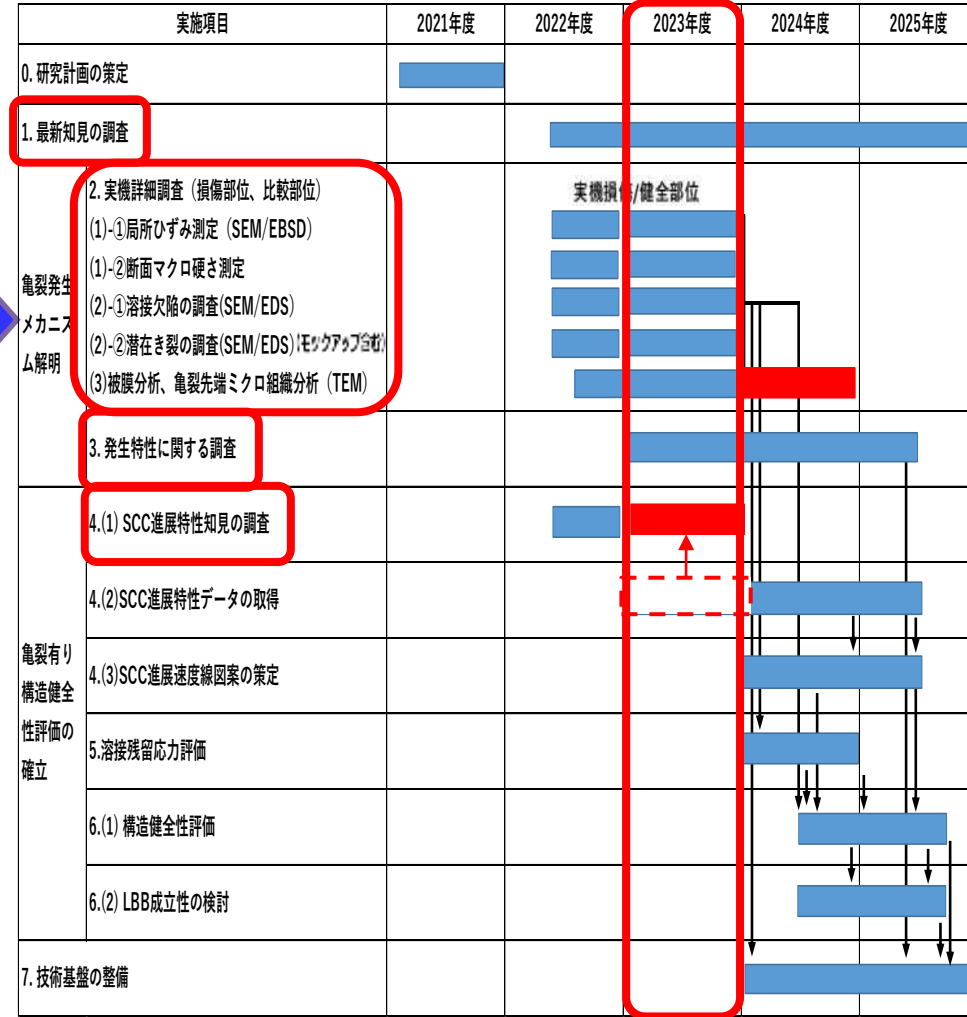 実施項目 2021年度 2022年度 2023年度 2024年度 2025年度
0. 研究計画の策定
1. 最新知見の調査
亀裂発生
メカニズ
ム解明
2. 実機詳細調査（損傷部位、比較部位）
実機損傷/健全部位
(1)-①局所ひずみ測定（SEM/EBSD）
(1)-②断面マクロ硬さ測定
(2)-①溶接欠陥の調査(SEM/EDS)
(2)-②潜在き裂の調査(SEM/EDS)（モックアップ含む）
(3)被膜分析、亀裂先端ミクロ組織分析（TEM）
3. 発生特性に関する調査
亀裂有り
構造健全
性評価の
確立
4.(1) SCC進展特性知見の調査
4.(2)SCC進展特性データの取得
4.(3)SCC進展速度線図案の策定
5.溶接残留応力評価
6.(1) 構造健全性評価
6.(2) LBB成立性の検討
7. 技術基盤の整備